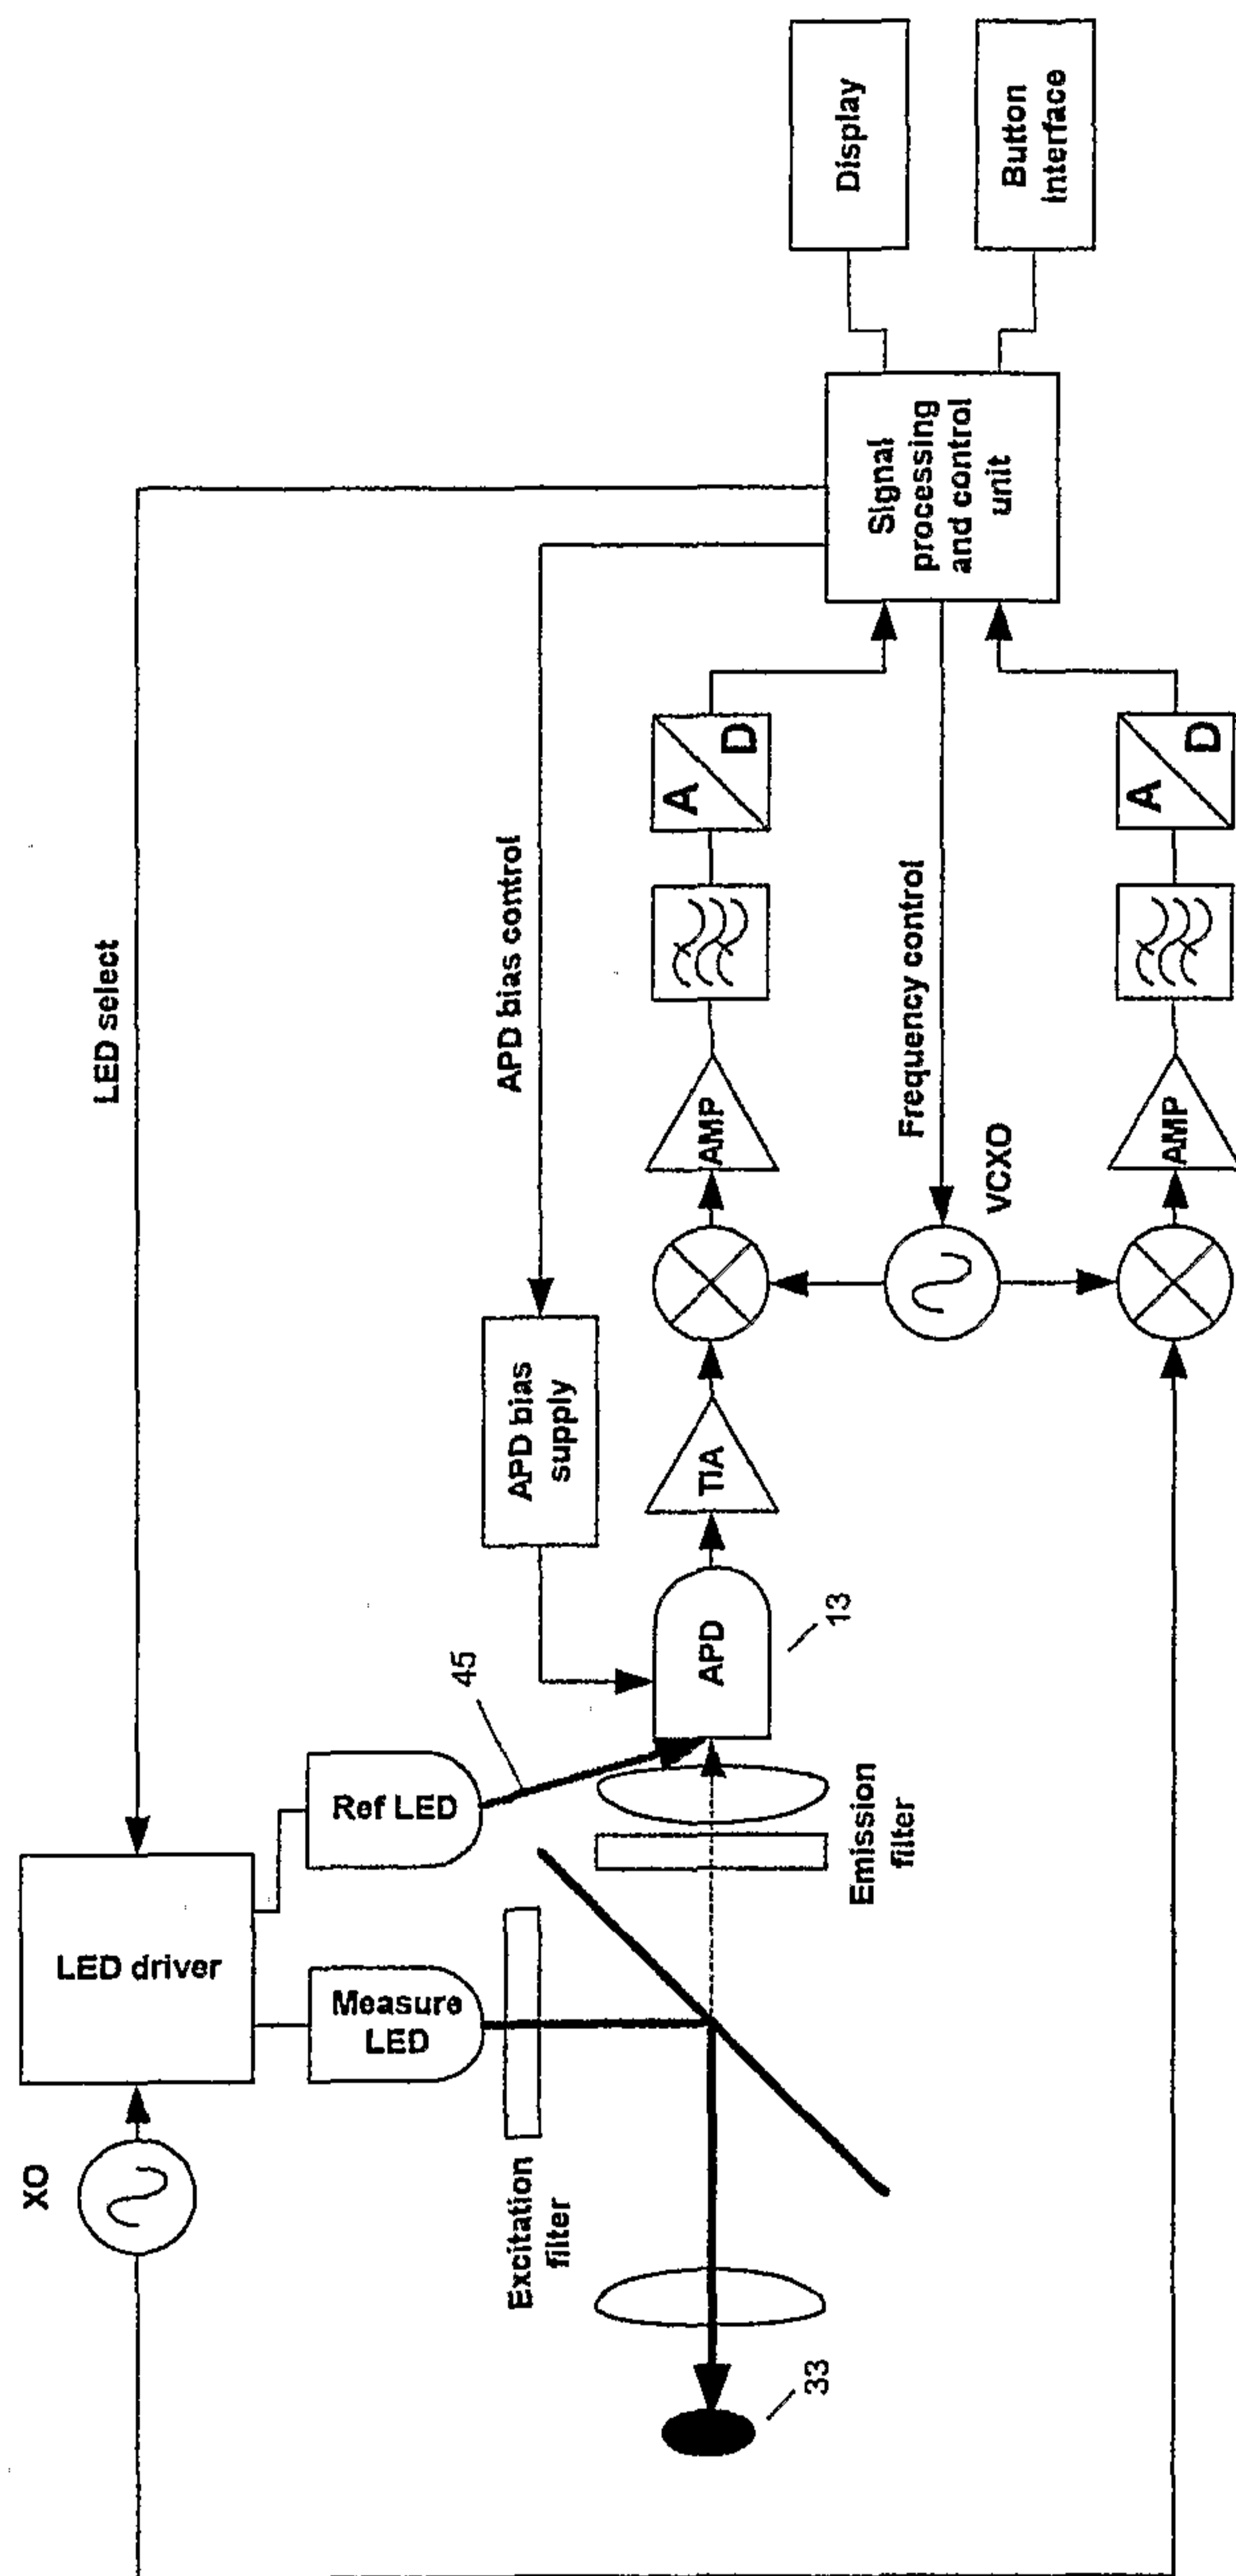 XO
LED driver
LED select
Measure
LED
Ref LED
45
Excitation
filter
33
Emission
filter
APD
13
APD bias
supply
APD bias control
TIA
AMP
A
D
VCXO
Frequency control
AMP
A
D
Signal
processing
and control
unit
Display
Button
Interface